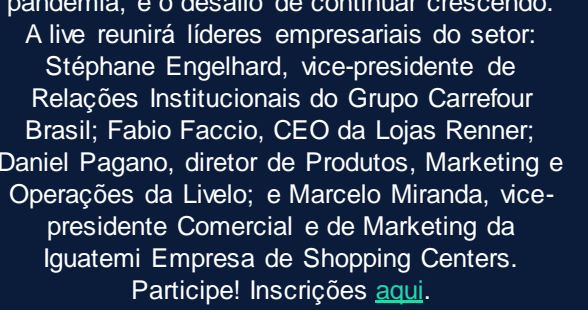 pandemia, e o desafio de continuar crescendo.
A live reunirá líderes empresariais do setor:
Stéphane Engelhard, vice-presidente de
Relações Institucionais do Grupo Carrefour
Brasil; Fabio Faccio, CEO da Lojas Renner;
Daniel Pagano, diretor de Produtos, Marketing e
Operações da Livelo; e Marcelo Miranda, vice-
presidente Comercial e de Marketing da
Iguatemi Empresa de Shopping Centers.
Participe! Inscrições aqui.